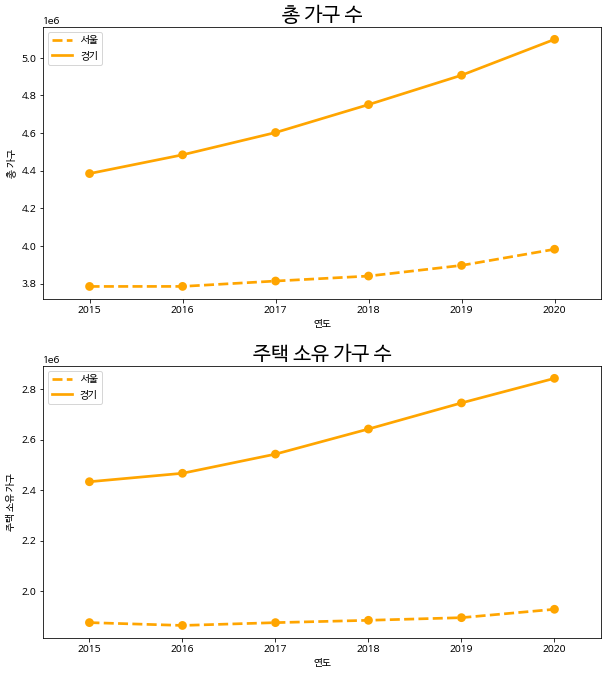 총 가구 수
1e6
서울
경기
5.0
4.8
4.6
4.4
4.2
4.0
3.8
총 가구
2015 2016 2017 2018 2019 2020
연도
주택 소유 가구 수
1e6
서울
경기
2.8
2.6
2.4
2.2
2.0
주택 소유 가구
2015 2016 2017 2018 2019 2020
연도